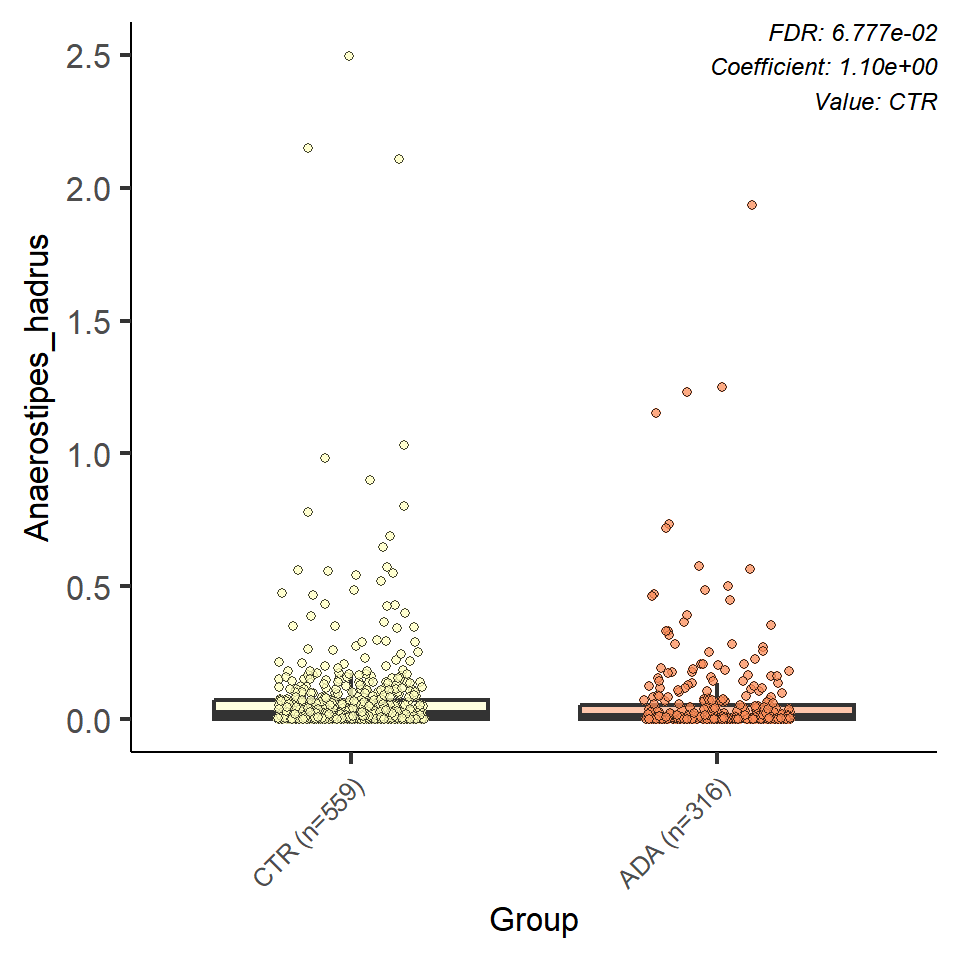 FDR: 6.777e-02
Coefficient: 1.10e+00
Value: CTR
Anaerostipes_hadrus
2.5
2.0
1.5
1.0
0.5
0.0
CTR (n=559)
ADA (n=316)
Group